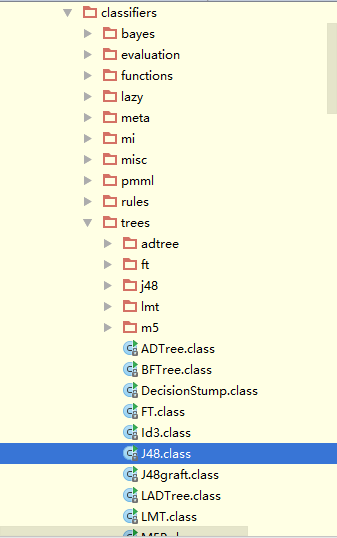 classifiers
bayes
evaluation
functions
lazy
meta
mi
misc
pmml
rules
trees
adtree
ft
j48
lmt
m5
ADTree.class
BFTree.class
DecisionStump.class
FT.class
Id3.class
J48.class
J48graft.class
LADTree.class
LMT.class